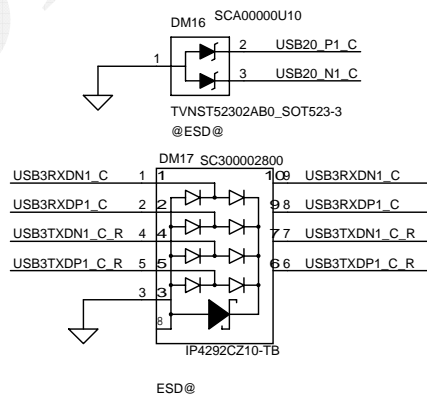 SCA00000U10
DM16
1
2 USB20_P1_C
3 USB20_N1_C
TVNST52302AB0_SOT523-3
@ESD@
DM17 SC300002800
USB3RXDN1_C 1 1 10 9 USB3RXDN1_C
USB3RXDP1_C 2 2 9 8 USB3RXDP1_C
USB3TXDN1_C_R 4 4 7 7 USB3TXDN1_C_R
USB3TXDP1_C_R 5 5 6 6 USB3TXDP1_C_R
3 3
8
IP4292CZ10-TB
ESD@